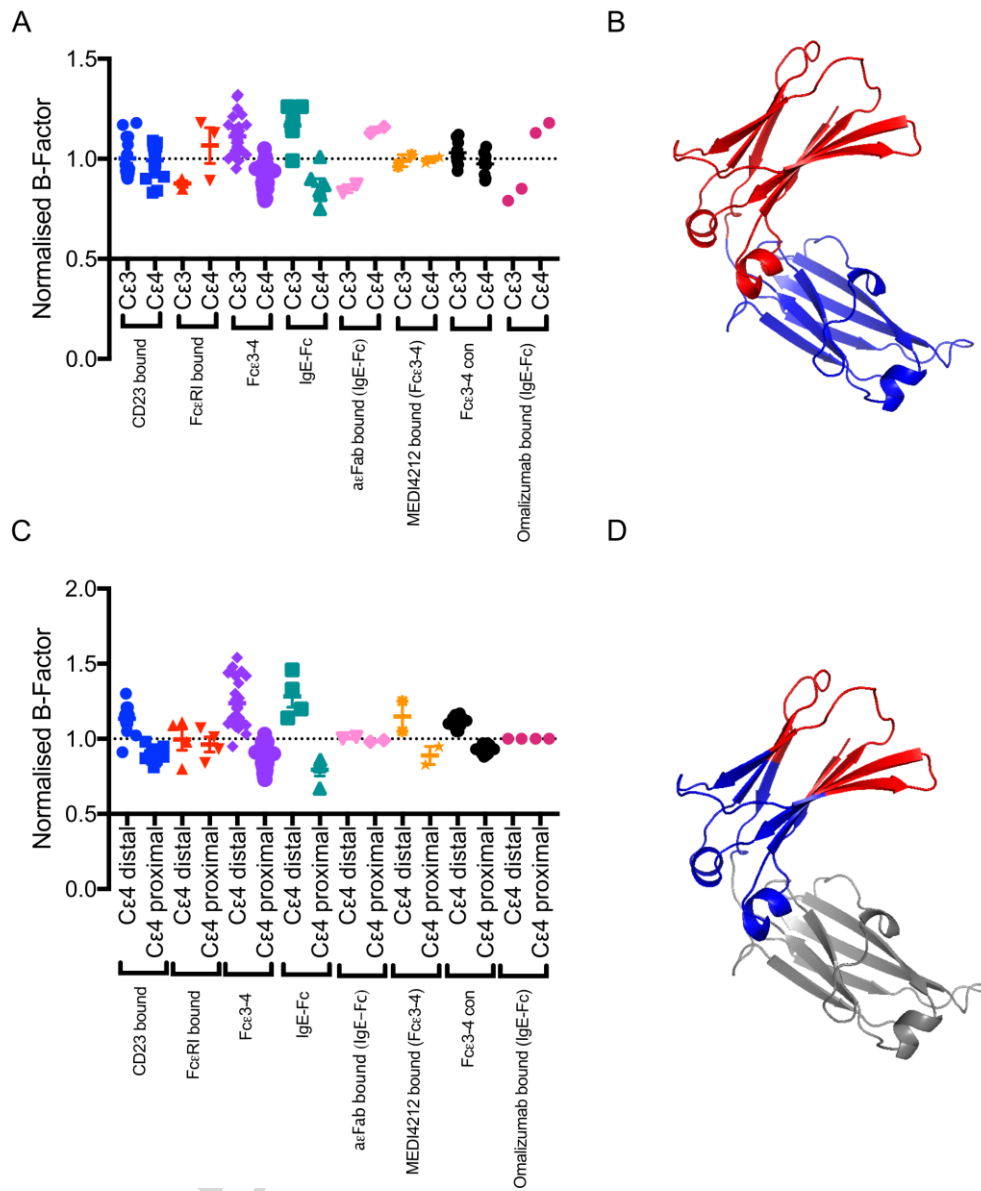 A
B
Normalised B-Factor
1.5
1.0
0.5
0.0
Cε3
Cε4
Cε3
Cε4
Cε3
Cε4
Cε3
Cε4
Cε3
Cε4
Cε3
Cε4
Cε3
Cε4
Cε3
Cε4
CD23 bound
FcεRI bound
Fcε3-4
IgE-Fc
aεFab bound (IgE-Fc)
MEDI4212 bound (Fcε3-4)
Fcε3-4 con
Omalizumab bound (IgE-Fc)
C
D
Normalised B-Factor
2.0
1.5
1.0
0.5
0.0
Cε4 distal
Cε4 proximal
Cε4 distal
Cε4 proximal
Cε4 distal
Cε4 proximal
Cε4 distal
Cε4 proximal
Cε4 distal
Cε4 proximal
Cε4 distal
Cε4 proximal
Cε4 distal
Cε4 proximal
Cε4 distal
Cε4 proximal
CD23 bound
FcεRI bound
Fcε3-4
IgE-Fc
aεFab bound (IgE-Fc)
MEDI4212 bound (Fcε3-4)
Fcε3-4 con
Omalizumab bound (IgE-Fc)